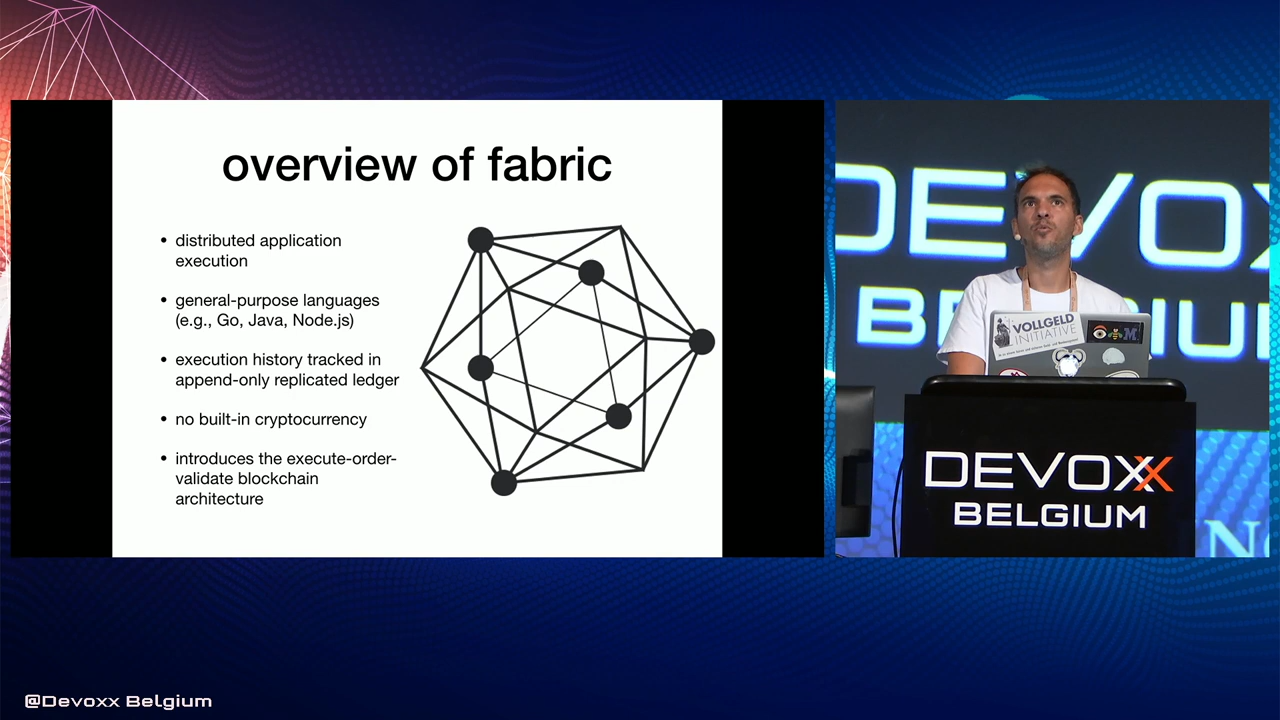 overview of fabric
• distributed application
execution
• general-purpose languages
(e.g., Go, Java, Node.js)
• execution history tracked in
append-only replicated ledger
• no built-in cryptocurrency
• introduces the execute-order-
validate blockchain
architecture
DEVOX
BELGIU
VOLLGELD
INITIATIVE
DEVOXX
BELGIUM
@Devoxx Belgium